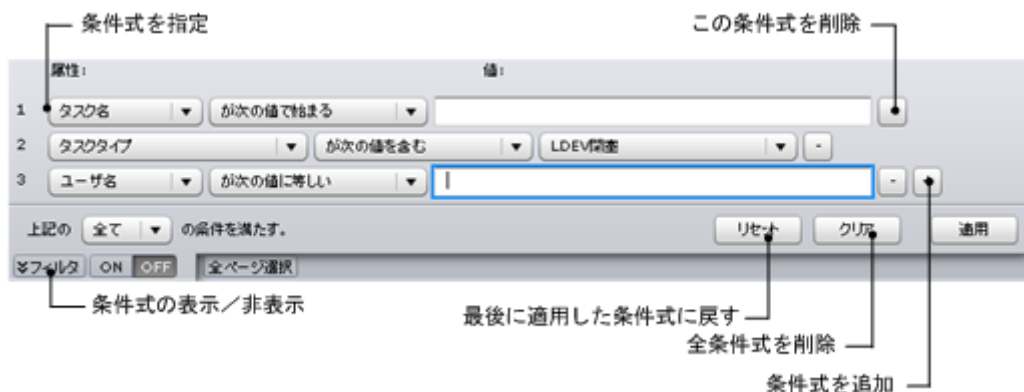 条件式を指定
この条件式を削除
属性:
値:
1 タスク名 が次の値で始まる
2 タスクタイプ が次の値を含む LDEV閉塞 -
3 ユーザ名 が次の値に等しい -
上記の 全て の条件を満たす。 リセット クリア 適用
フィルタ ON OFF 全ページ選択
条件式の表示／非表示
最後に適用した条件式に戻す
全条件式を削除
条件式を追加